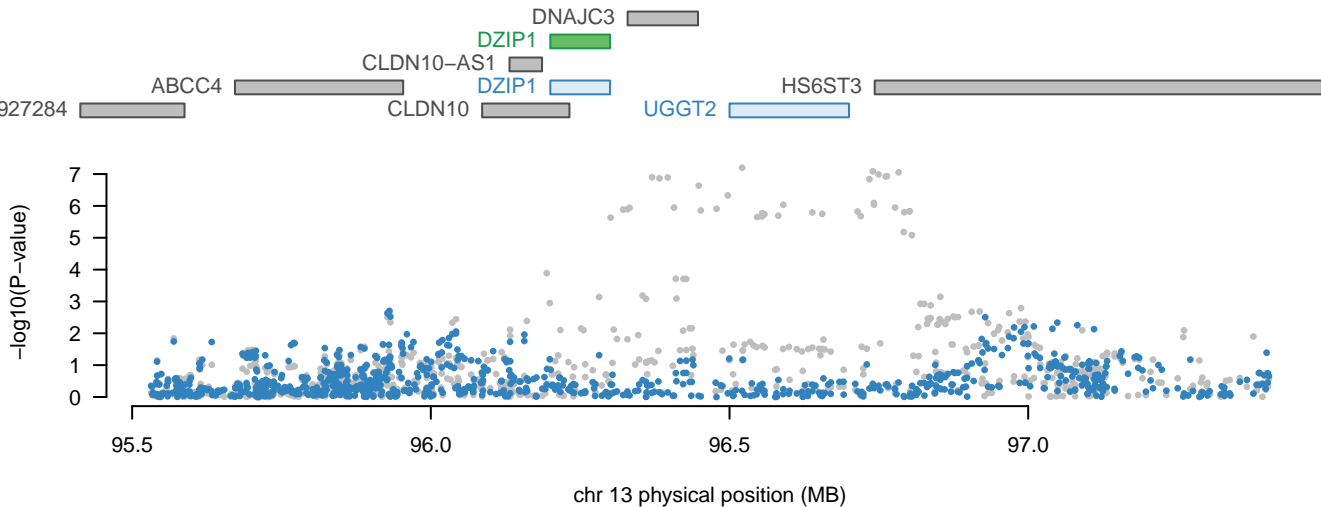 DNAJC3
DZIP1
CLDN10−AS1
ABCC4 DZIP1 HS6ST3
927284 CLDN10 UGGT2
7
6
5
4
3
2
1
0
−log10(P−value)
95.5 96.0 96.5 97.0
chr 13 physical position (MB)